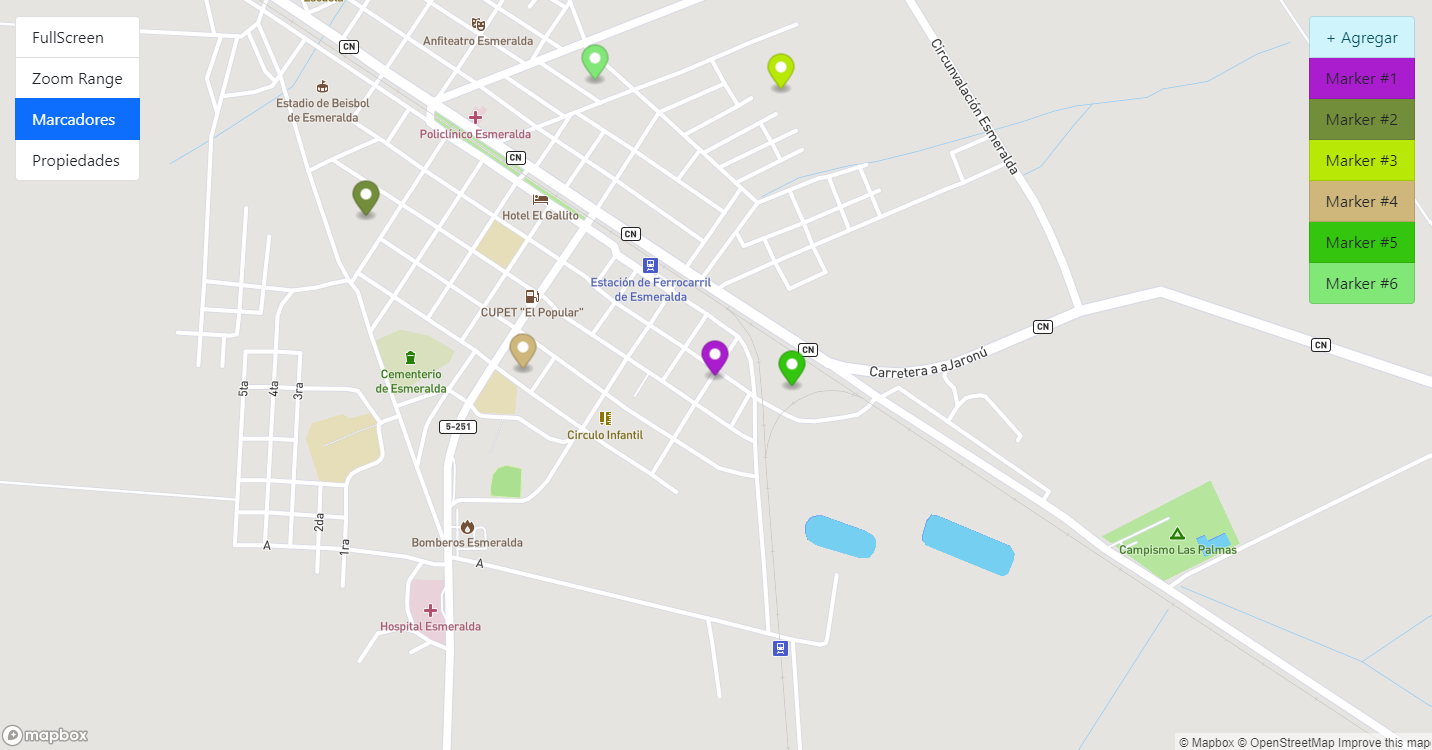 FullScreen
Zoom Range
Marcadores
Propiedades
+ Agregar
Marker #1
Marker #2
Marker #3
Marker #4
Marker #5
Marker #6
Anfiteatro Esmeralda
CN
Estadio de Beisbol
de Esmeralda
Policlínico Esmeralda
CN
Circunvalación Esmeralda
Hotel El Gallito
CN
Estación de Ferrocarril
de Esmeralda
CUPET "El Popular"
CN
CN
CN
Carretera a aJaronú
Cementerio
de Esmeralda
5ta
4ta
3ra
5-251
Circulo Infantil
2da
1ra
A
Bomberos Esmeralda
A
Campismo Las Palmas
Hospital Esmeralda
mapbox
© Mapbox © OpenStreetMap Improve this map